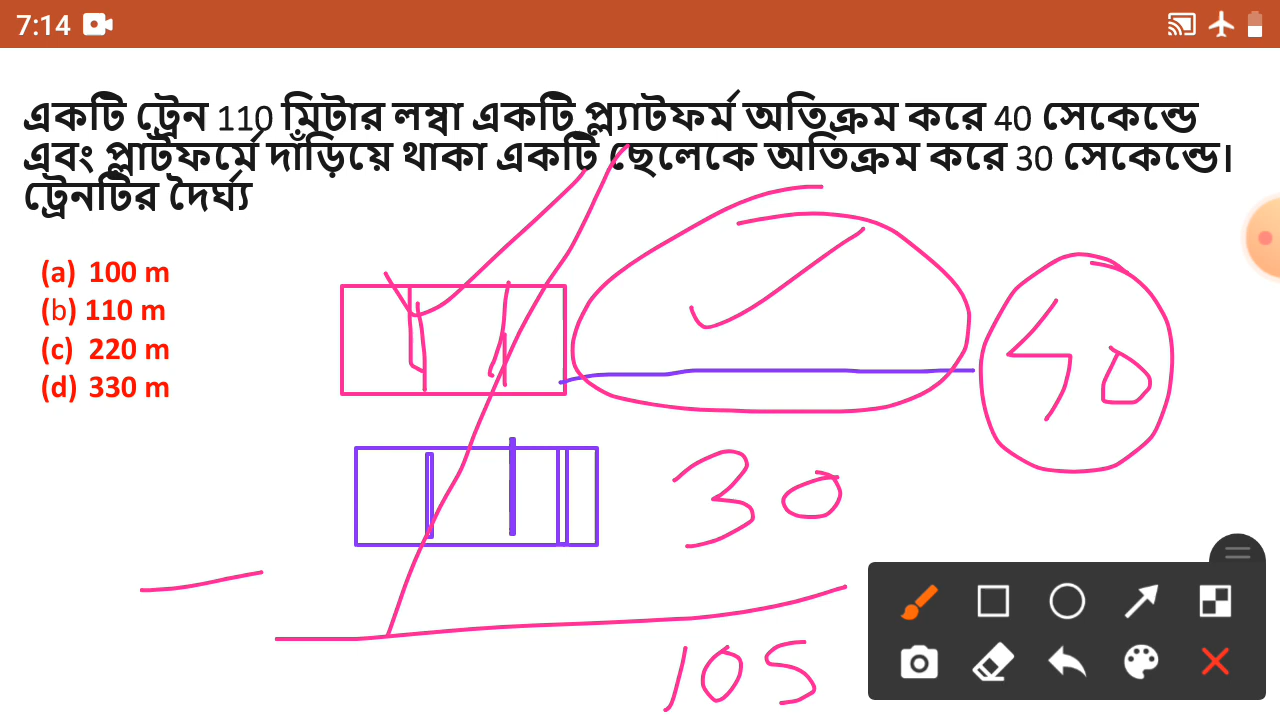 7:14
একটি ট্রেন 110 মিটার লম্বা একটি প্ল্যাটফর্ম অতিক্রম করে 40 সেকেন্ডে
এবং প্লাটফর্মে দাঁড়িয়ে থাকা একটি ছেলেকে অতিক্রম করে 30 সেকেন্ডে।
ট্রেনটির দৈর্ঘ্য
(a) 100 m
(b) 110 m
(c) 220 m
(d) 330 m
40
30
10s